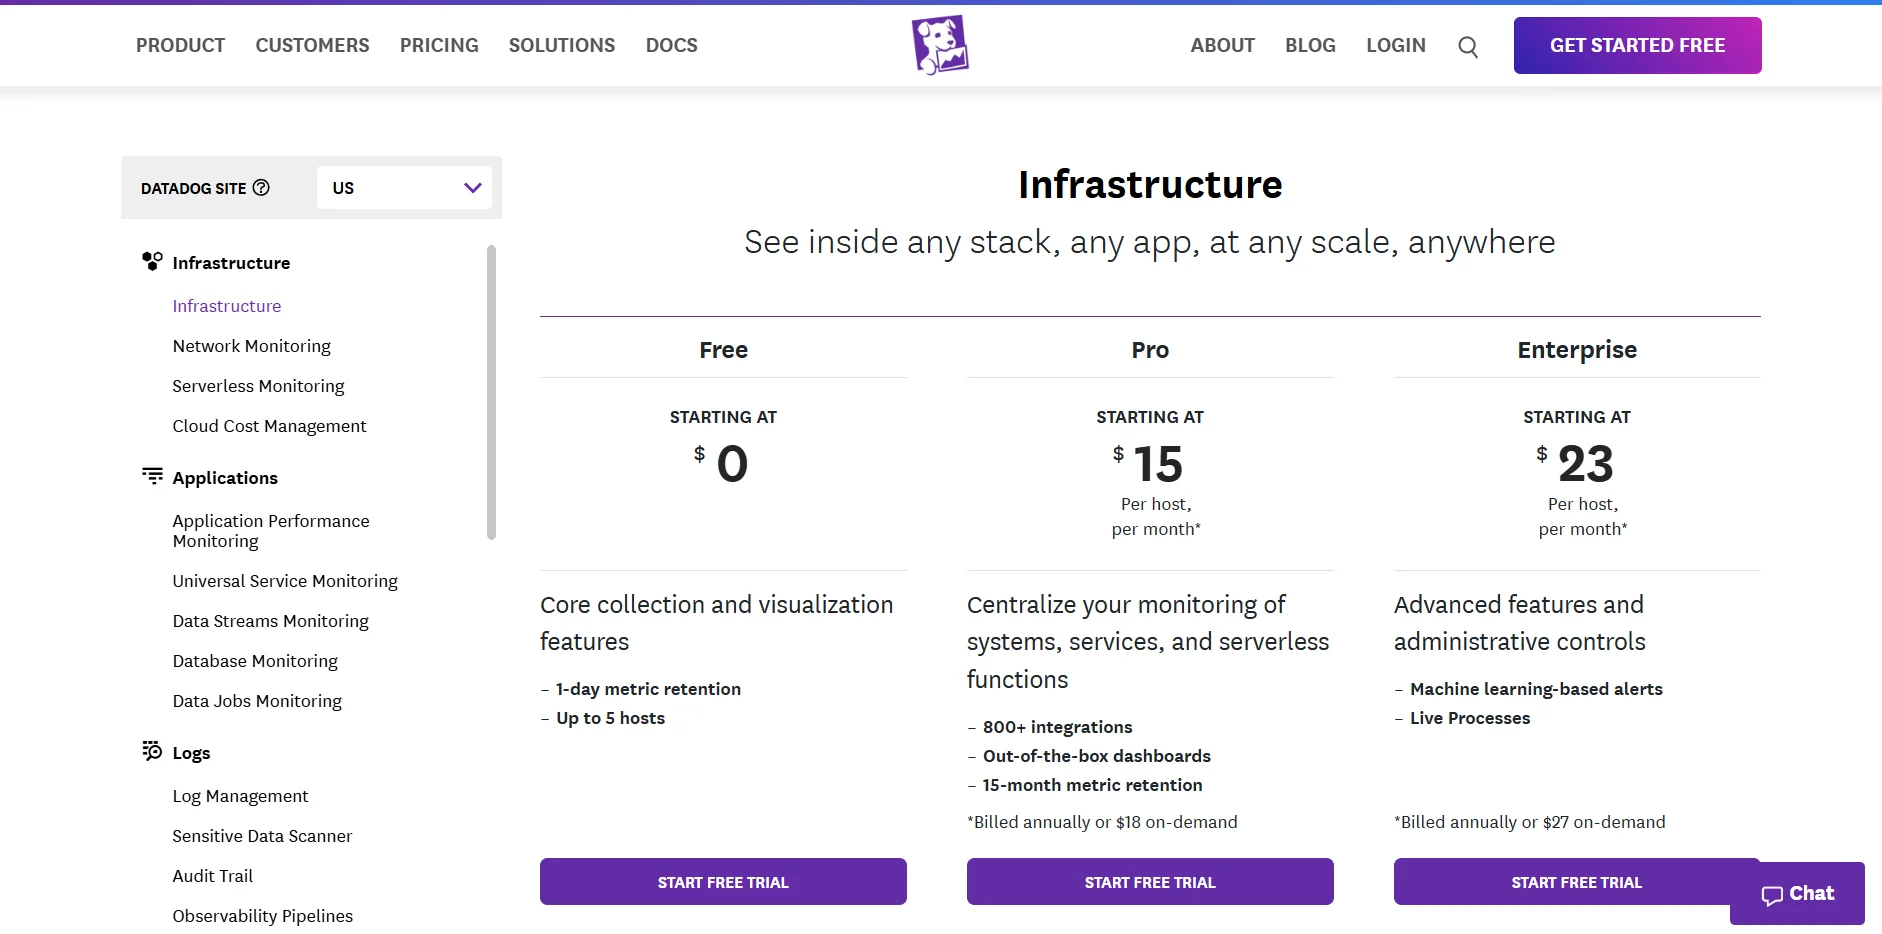 PRODUCT CUSTOMERS PRICING SOLUTIONS DOCS ABOUT BLOG LOGIN GET STARTED FREE
DATADOG SITE US
Infrastructure
Infrastructure
Network Monitoring
Serverless Monitoring
Cloud Cost Management
Applications
Application Performance
Monitoring
Universal Service Monitoring
Data Streams Monitoring
Database Monitoring
Data Jobs Monitoring
Logs
Log Management
Sensitive Data Scanner
Audit Trail
Observability Pipelines
Infrastructure
See inside any stack, any app, at any scale, anywhere
Free
STARTING AT
$ 0
Core collection and visualization
features
– 1-day metric retention
– Up to 5 hosts
START FREE TRIAL
Pro
STARTING AT
$ 15
Per host,
per month*
Centralize your monitoring of
systems, services, and serverless
functions
– 800+ integrations
– Out-of-the-box dashboards
– 15-month metric retention
*Billed annually or $18 on-demand
START FREE TRIAL
Enterprise
STARTING AT
$ 23
Per host,
per month*
Advanced features and
administrative controls
– Machine learning-based alerts
– Live Processes
*Billed annually or $27 on-demand
START FREE TRIAL
Chat